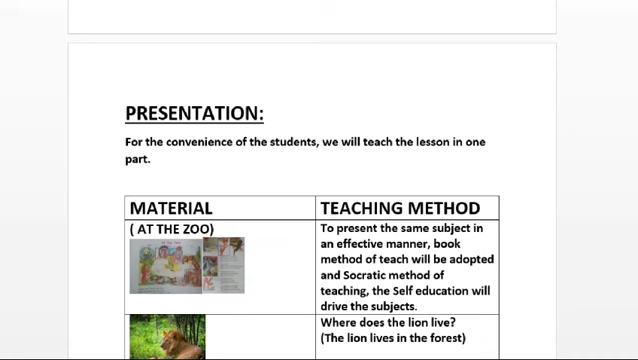 PRESENTATION:
For the convenience of the students, we will teach the lesson in one
part.
MATERIAL
TEACHING METHOD
( AT THE ZOO)
To present the same subject in
an effective manner, book
method of teach will be adopted
and Socratic method of
teaching, the Self education will
drive the subjects.
Where does the lion live?
(The lion lives in the forest)